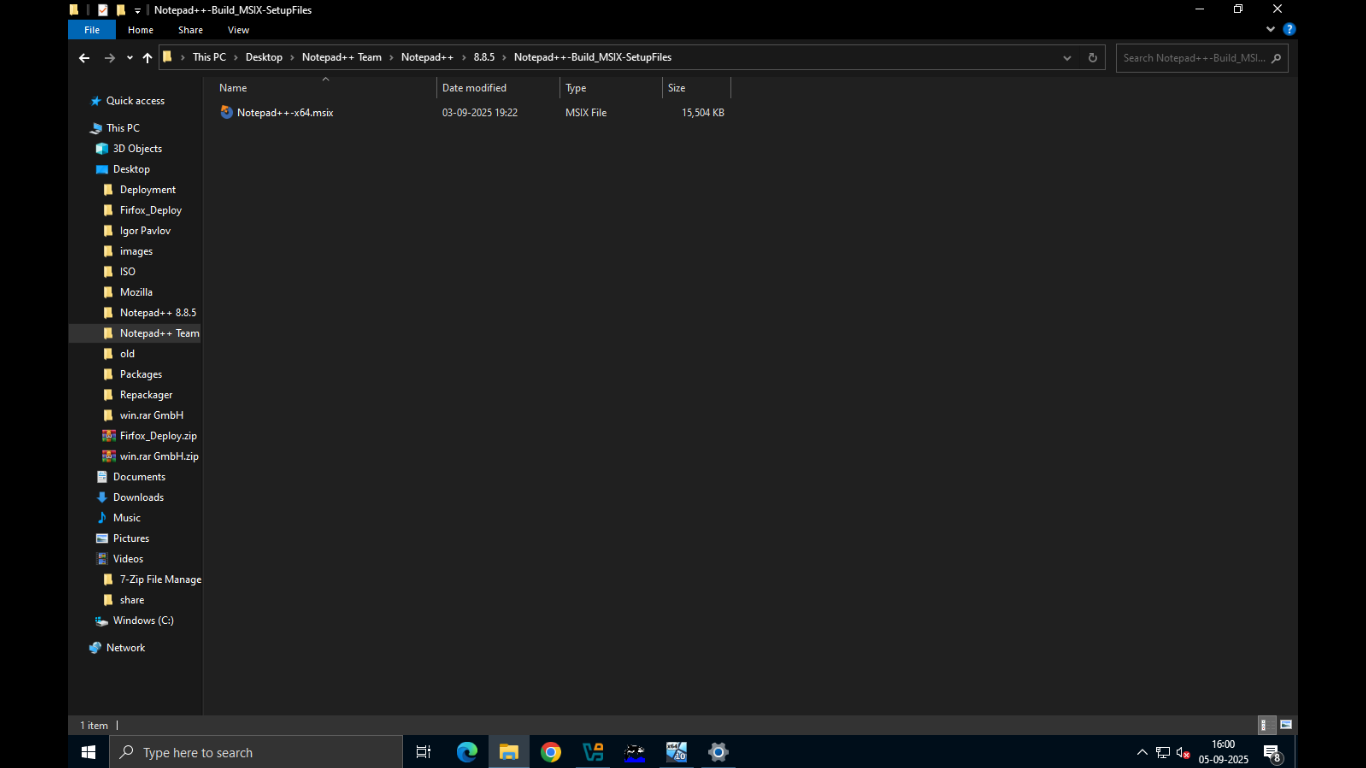 Notepad++-Build_MSIX-SetupFiles
File Home Share View
This PC Desktop Notepad++ Team Notepad++ 8.8.5 Notepad++-Build_MSIX-SetupFiles
Search Notepad++-Build_MSI...
Name Date modified Type Size
Notepad++-x64.msix 03-09-2025 19:22 MSIX File 15,504 KB
Quick access
This PC
3D Objects
Desktop
Deployment
Firfox_Deploy
Igor Pavlov
images
ISO
Mozilla
Notepad++ 8.8.5
Notepad++ Team
old
Packages
Repackager
win.rar GmbH
Firfox_Deploy.zip
win.rar GmbH.zip
Documents
Downloads
Music
Pictures
Videos
7-Zip File Manage
share
Windows (C:)
Network
1 item
Type here to search
16:00
05-09-2025
8